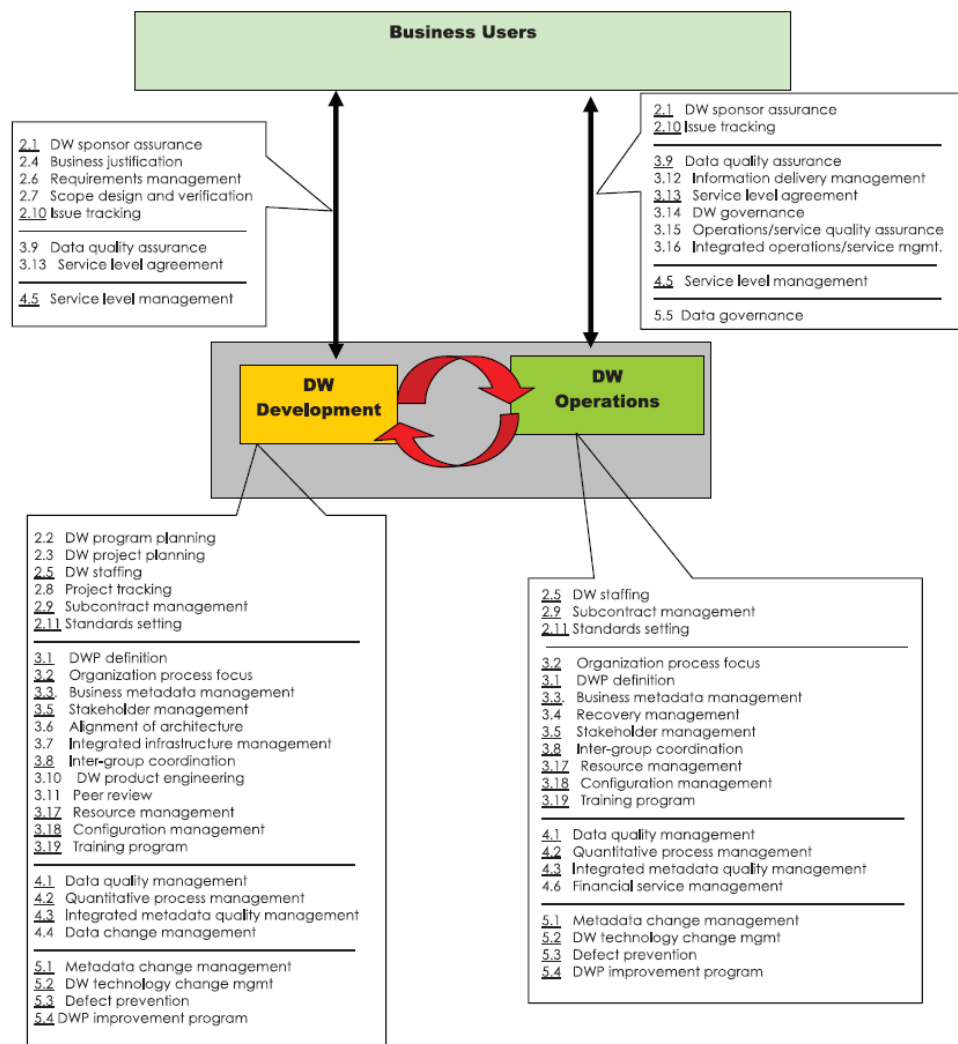 Business Users
2.1 DW sponsor assurance
2.4 Business justification
2.6 Requirements management
2.7 Scope design and verification
2.10 Issue tracking
3.9 Data quality assurance
3.13 Service level agreement
4.5 Service level management
2.1 DW sponsor assurance
2.10 Issue tracking
3.9 Data quality assurance
3.12 Information delivery management
3.13 Service level agreement
3.14 DW governance
3.15 Operations/service quality assurance
3.16 Integrated operations/service mgmt.
4.5 Service level management
5.5 Data governance
DW
Development
DW
Operations
2.2 DW program planning
2.3 DW project planning
2.5 DW staffing
2.8 Project tracking
2.9 Subcontract management
2.11 Standards setting
3.1 DWP definition
3.2 Organization process focus
3.3. Business metadata management
3.5 Stakeholder management
3.6 Alignment of architecture
3.7 Integrated infrastructure management
3.8 Inter-group coordination
3.10 DW product engineering
3.11 Peer review
3.17 Resource management
3.18 Configuration management
3.19 Training program
4.1 Data quality management
4.2 Quantitative process management
4.3 Integrated metadata quality management
4.4 Data change management
5.1 Metadata change management
5.2 DW technology change mgmt
5.3 Defect prevention
5.4 DWP improvement program
2.5 DW staffing
2.9 Subcontract management
2.11 Standards setting
3.2 Organization process focus
3.1 DWP definition
3.3. Business metadata management
3.4 Recovery management
3.5 Stakeholder management
3.8 Inter-group coordination
3.17 Resource management
3.18 Configuration management
3.19 Training program
4.1 Data quality management
4.2 Quantitative process management
4.3 Integrated metadata quality management
4.6 Financial service management
5.1 Metadata change management
5.2 DW technology change mgmt
5.3 Defect prevention
5.4 DWP improvement program